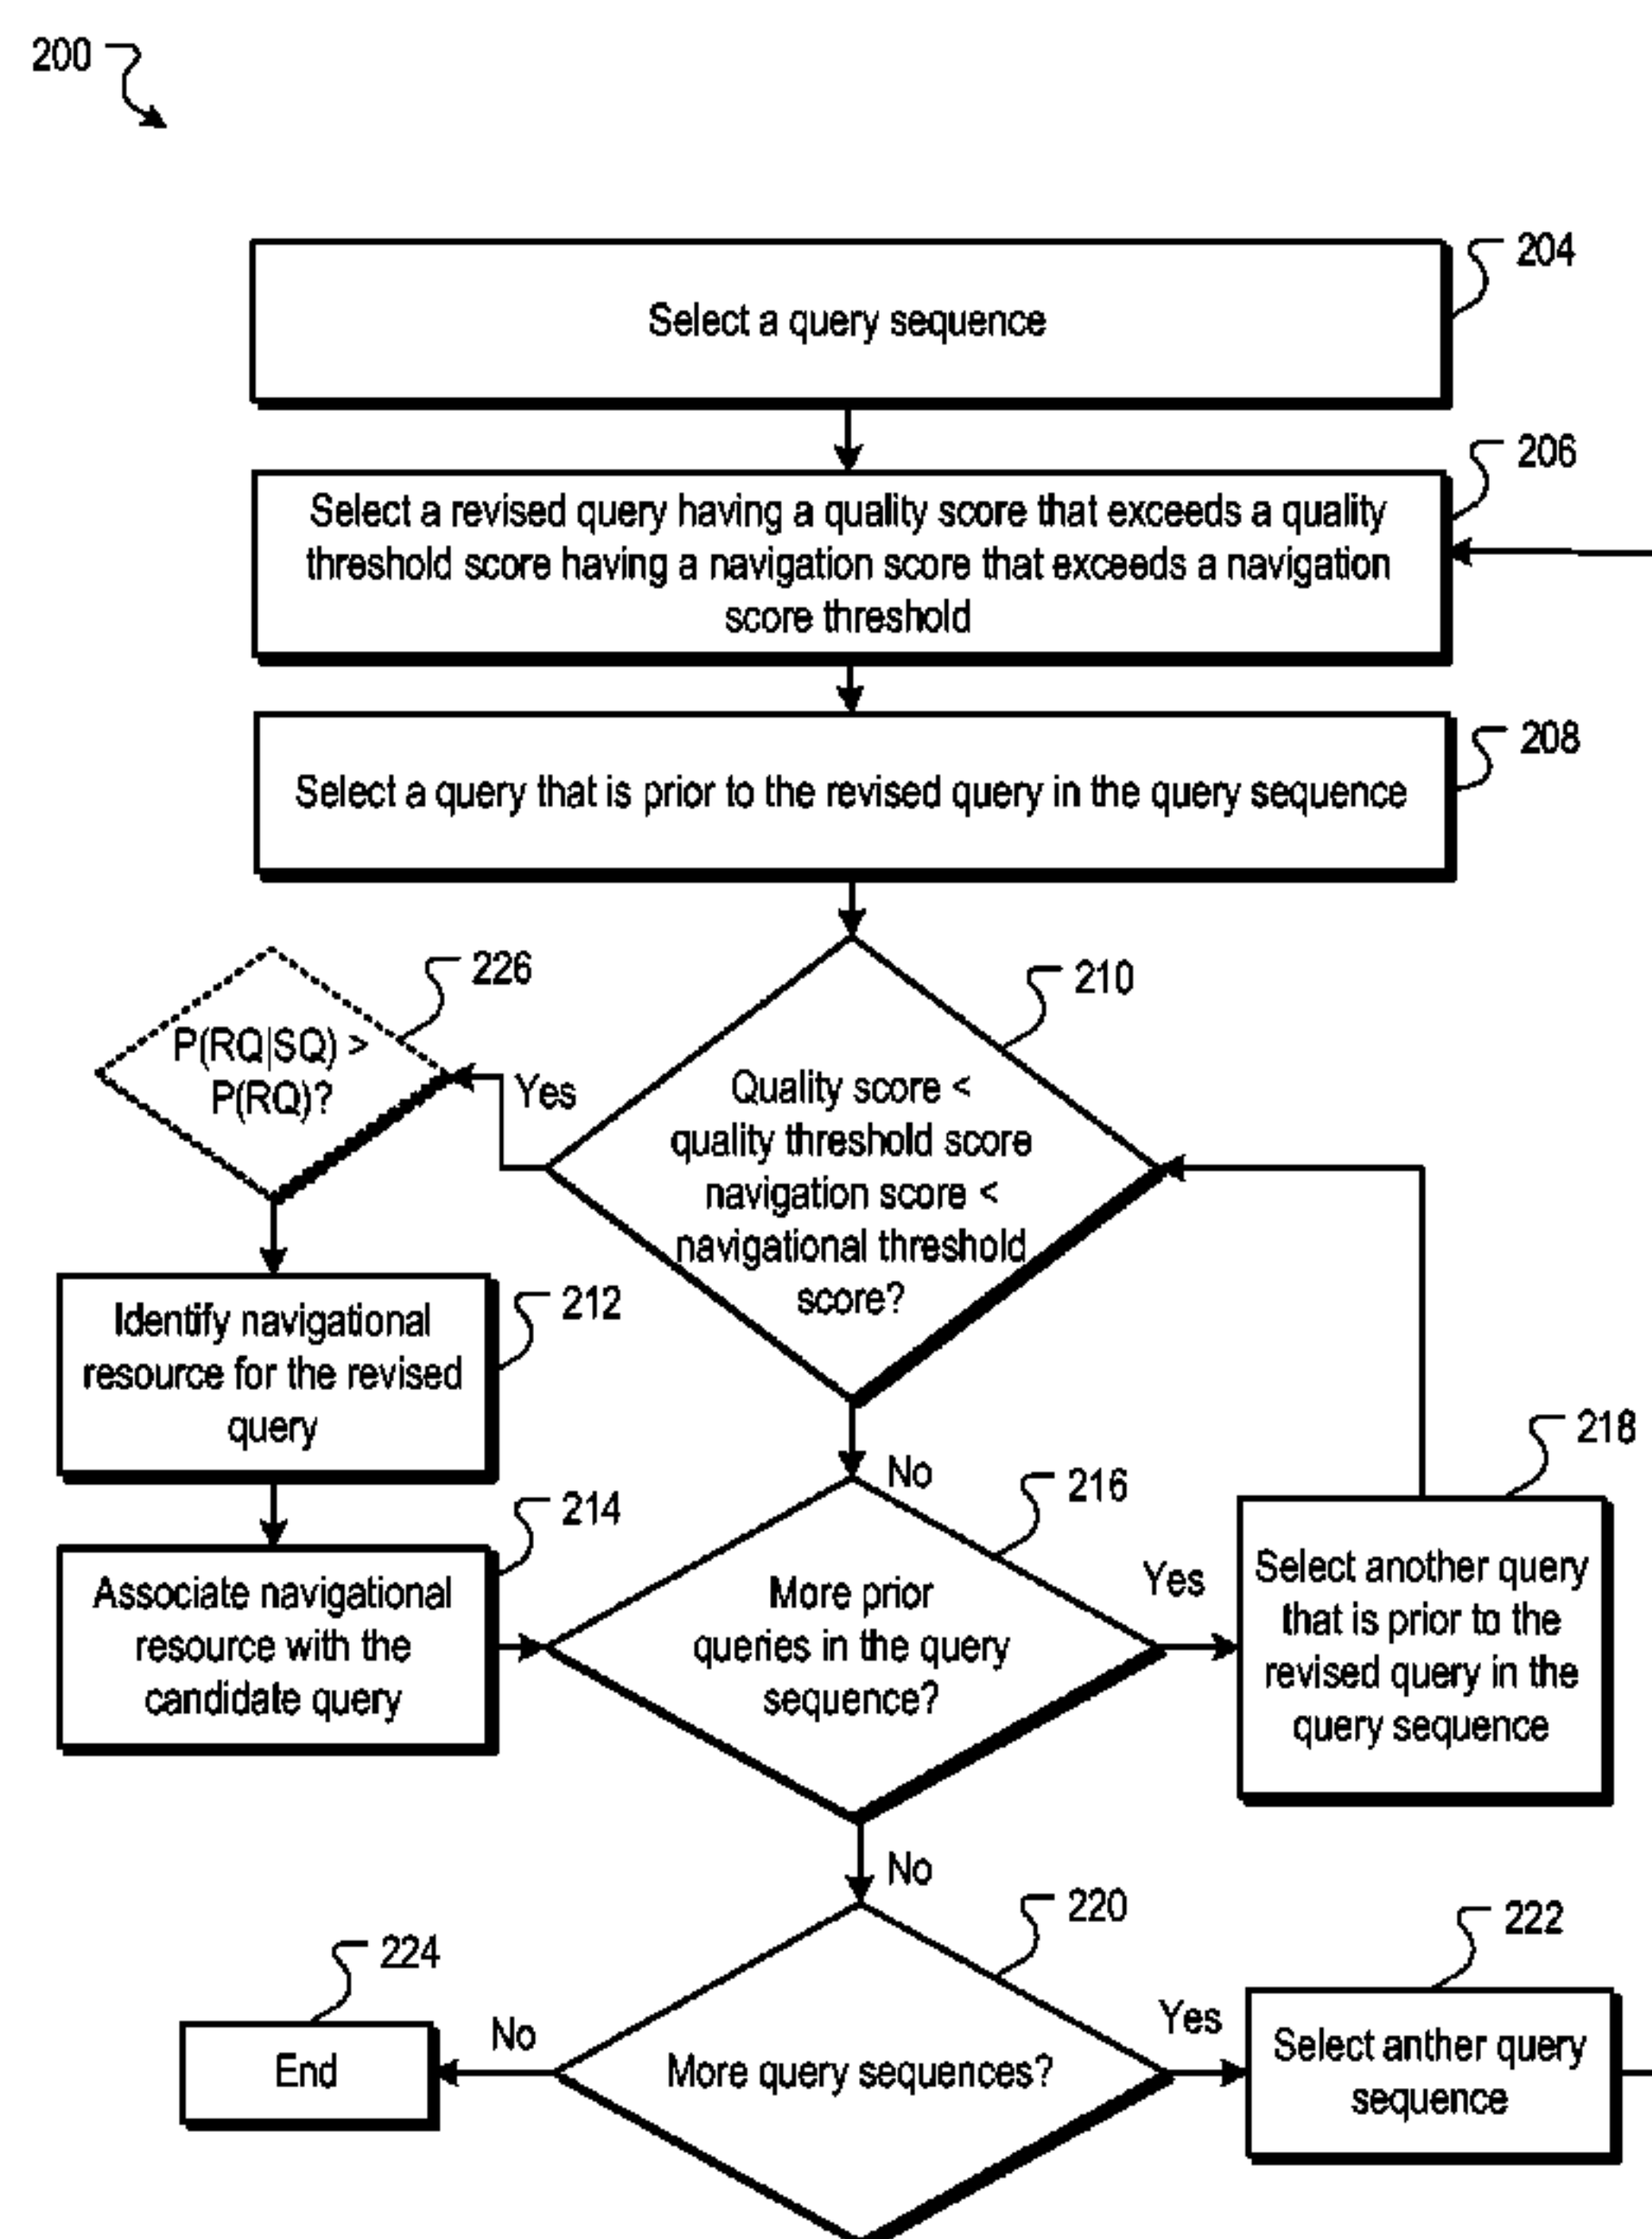 200
204
Select a query sequence
206
Select a revised query having a quality score that exceeds a quality
threshold score having a navigation score that exceeds a navigation
score threshold
208
Select a query that is prior to the revised query in the query sequence
226
P(RQ|SQ) >
P(RQ)?
Yes
210
Quality score <
quality threshold score
navigation score <
navigational threshold
score?
212
Identify navigational
resource for the revised
query
No
214
Associate navigational
resource with the
candidate query
216
More prior
queries in the query
sequence?
Yes
218
Select another query
that is prior to the
revised query in the
query sequence
No
220
More query sequences?
224
No
End
Yes
222
Select anther query
sequence